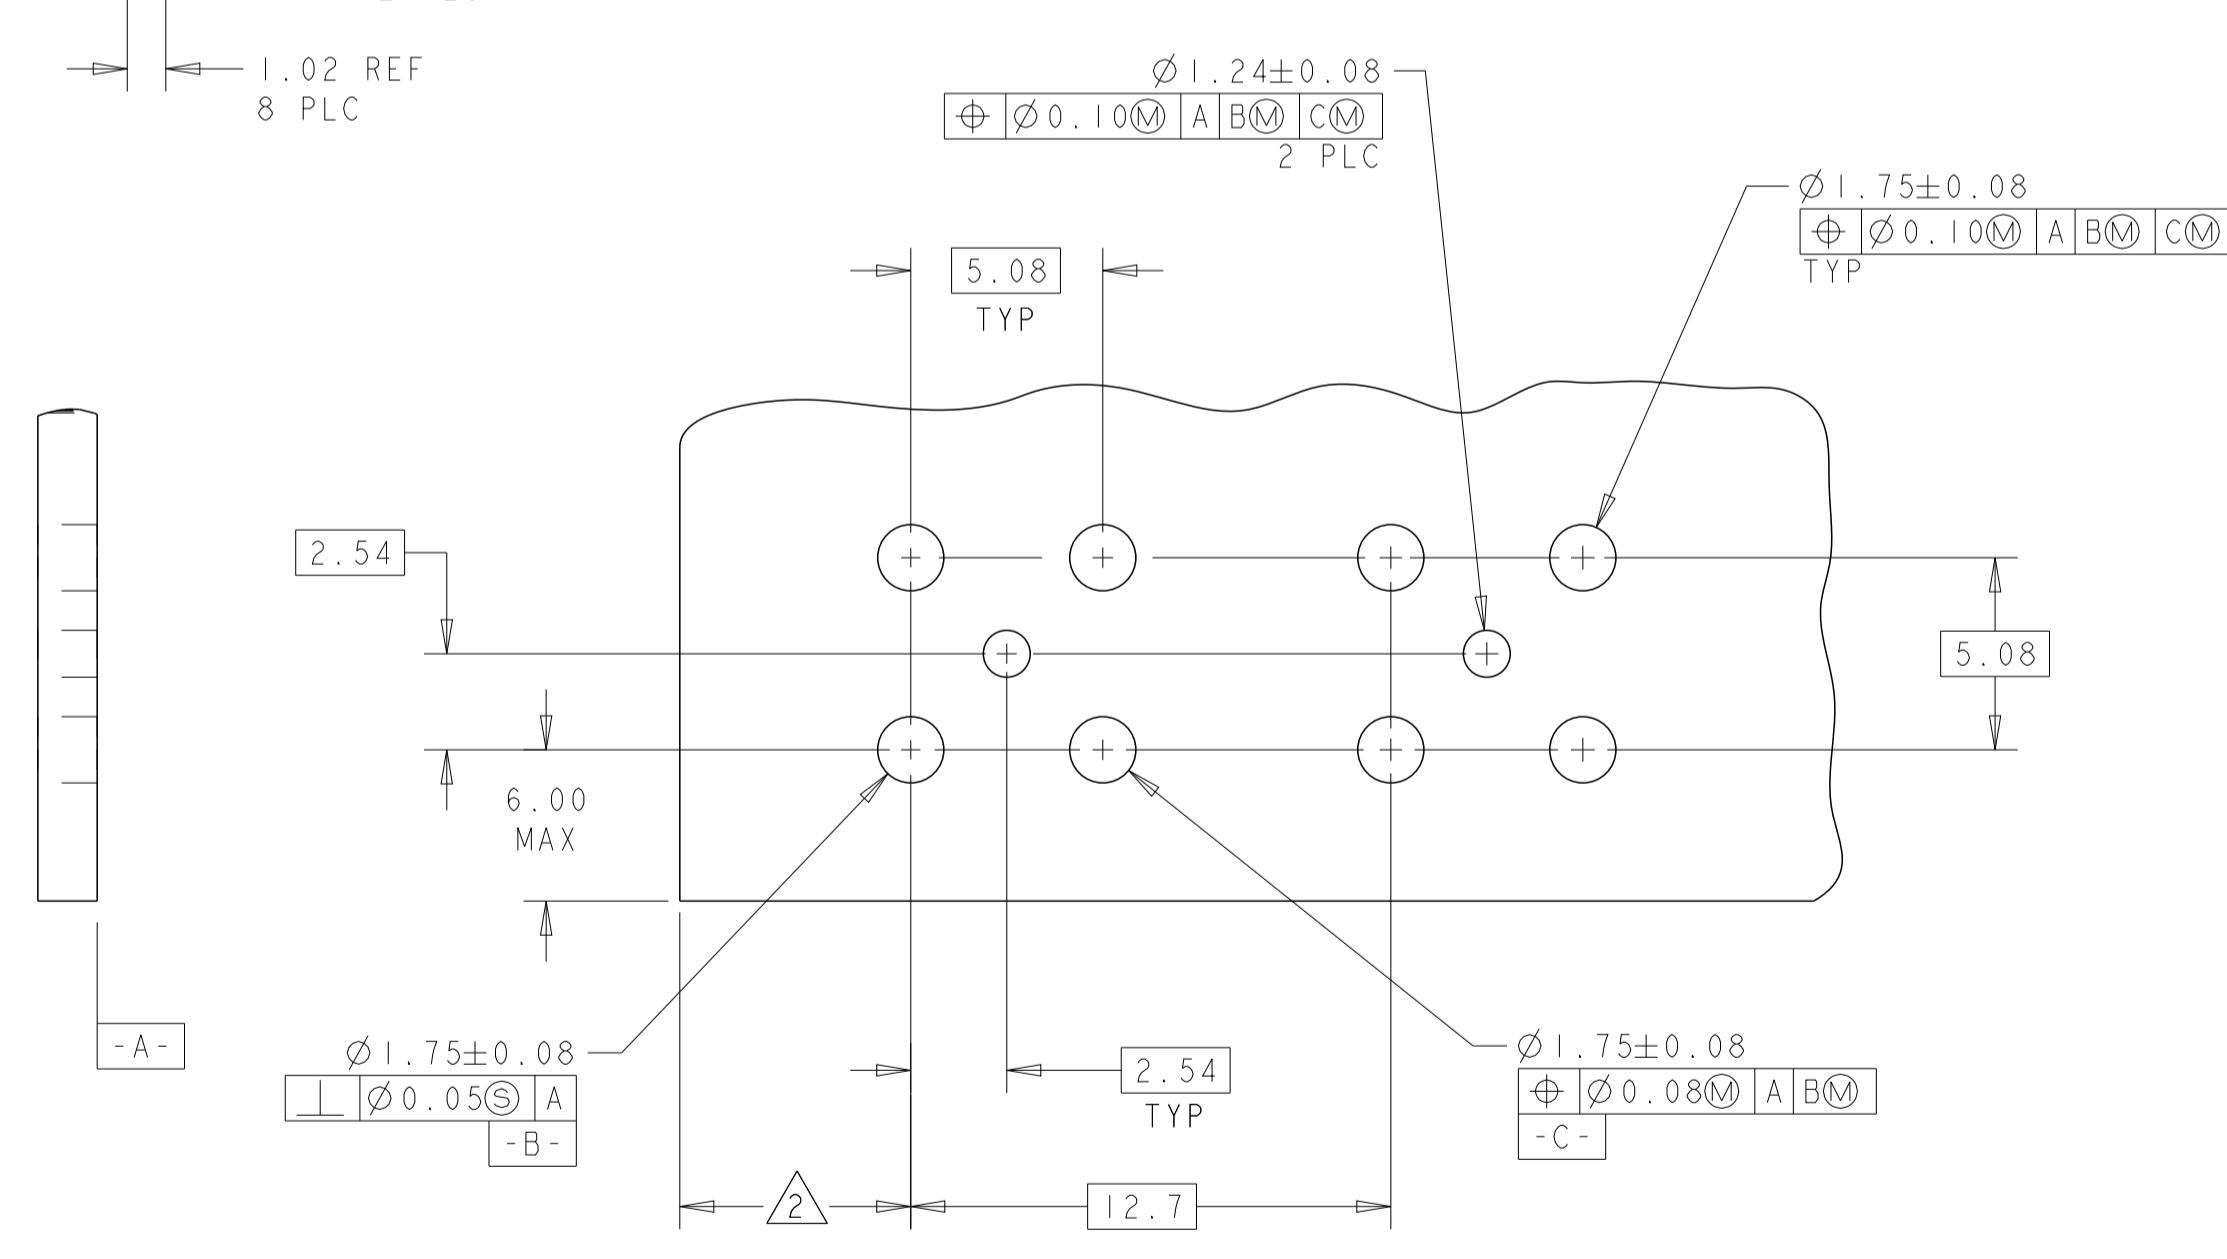 1.02 REF
8 PLC
Ø1.24±0.08
⌖ Ø0.10Ⓜ A BⓂ CⓂ
2 PLC
Ø1.75±0.08
⌖ Ø0.10Ⓜ A BⓂ CⓂ
TYP
5.08
TYP
2.54
5.08
6.00
MAX
-A-
Ø1.75±0.08
⊥ Ø0.05Ⓢ A
-B-
2.54
TYP
Ø1.75±0.08
⌖ Ø0.08Ⓜ A BⓂ
-C-
2
12.7